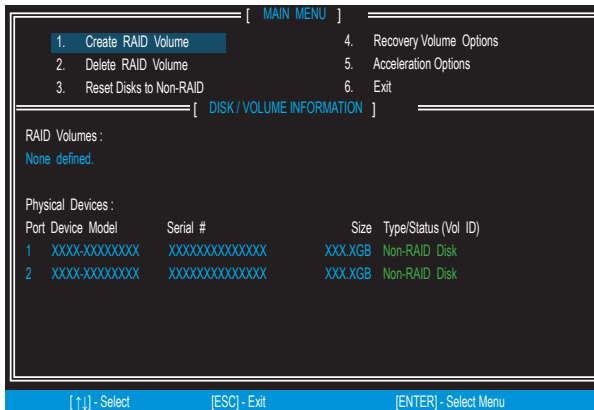 [ MAIN MENU ]
1. Create RAID Volume 4. Recovery Volume Options
2. Delete RAID Volume 5. Acceleration Options
3. Reset Disks to Non-RAID 6. Exit
[ DISK / VOLUME INFORMATION ]
RAID Volumes :
None defined.
Physical Devices :
Port Device Model Serial # Size Type/Status (Vol ID)
1 XXXX-XXXXXXXX XXXXXXXXXXXXXX XXX.XGB Non-RAID Disk
2 XXXX-XXXXXXXX XXXXXXXXXXXXXX XXX.XGB Non-RAID Disk
[ ↑↓] - Select [ESC] - Exit [ENTER] - Select Menu